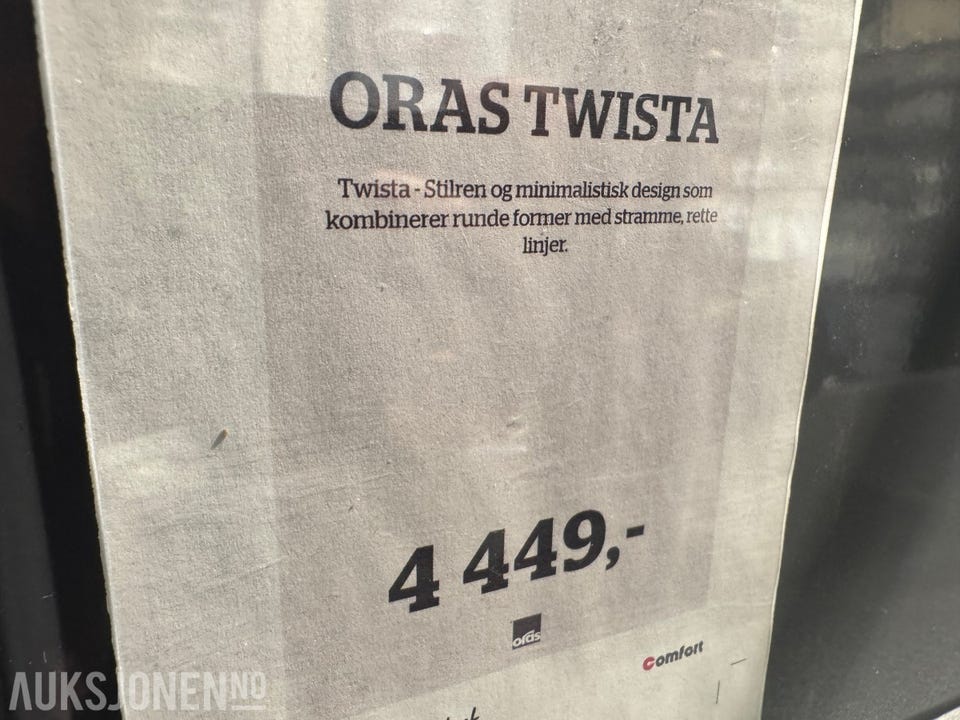 ORAS TWISTA
Twista - Stilren og minimalistisk design som
kombinerer runde former med stramme, rette
linjer.
4 449,-
oras
comfort
AUKSJONEN.NO